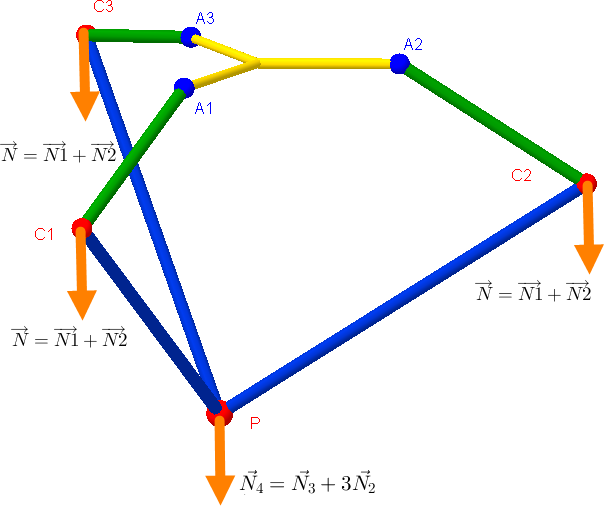 C3
A3
A2
A1
$\overrightarrow{N} = \overrightarrow{N1} + \overrightarrow{N2}$
C2
C1
$\overrightarrow{N} = \overrightarrow{N1} + \overrightarrow{N2}$
$\overrightarrow{N} = \overrightarrow{N1} + \overrightarrow{N2}$
P
$\vec{N}_4 = \vec{N}_3 + 3\vec{N}_2$